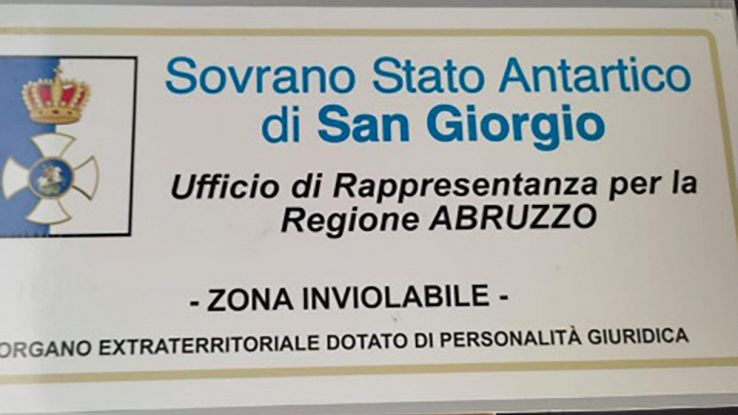 Sovrano Stato Antartico
di San Giorgio
Ufficio di Rappresentanza per la
Regione ABRUZZO
- ZONA INVIOLABILE -
ORGANO EXTRATERRITORIALE DOTATO DI PERSONALITÀ GIURIDICA